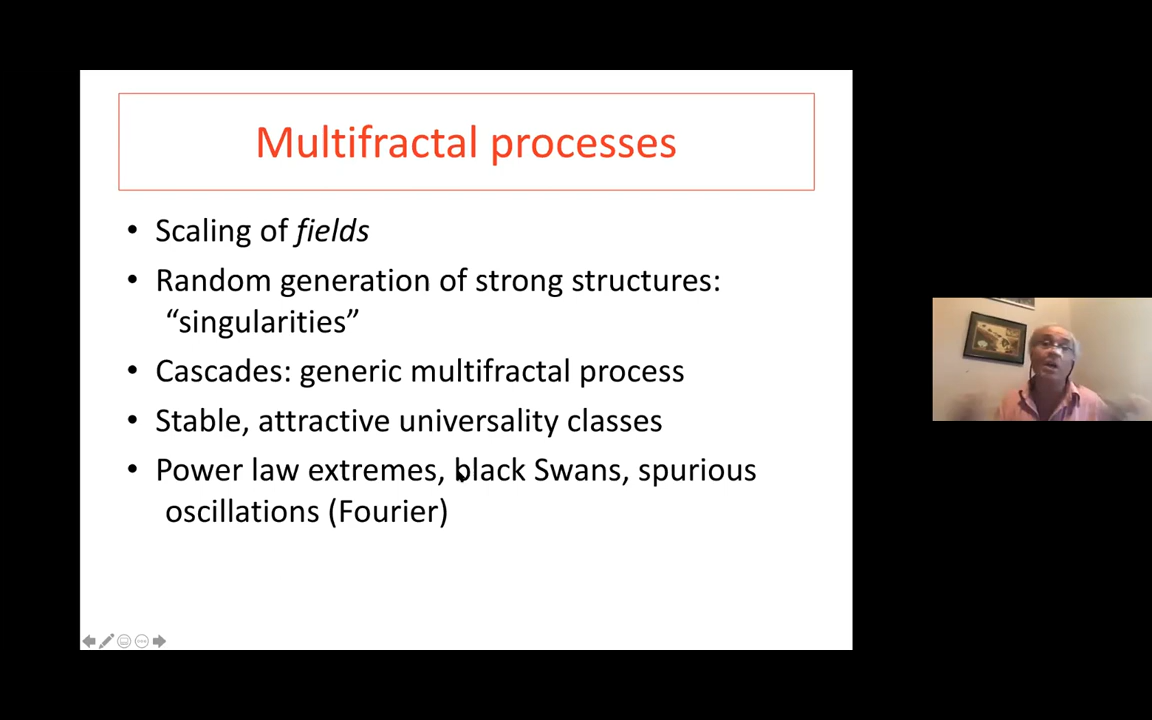 Multifractal processes
• Scaling of fields
• Random generation of strong structures:
“singularities”
• Cascades: generic multifractal process
• Stable, attractive universality classes
• Power law extremes, black Swans, spurious
oscillations (Fourier)